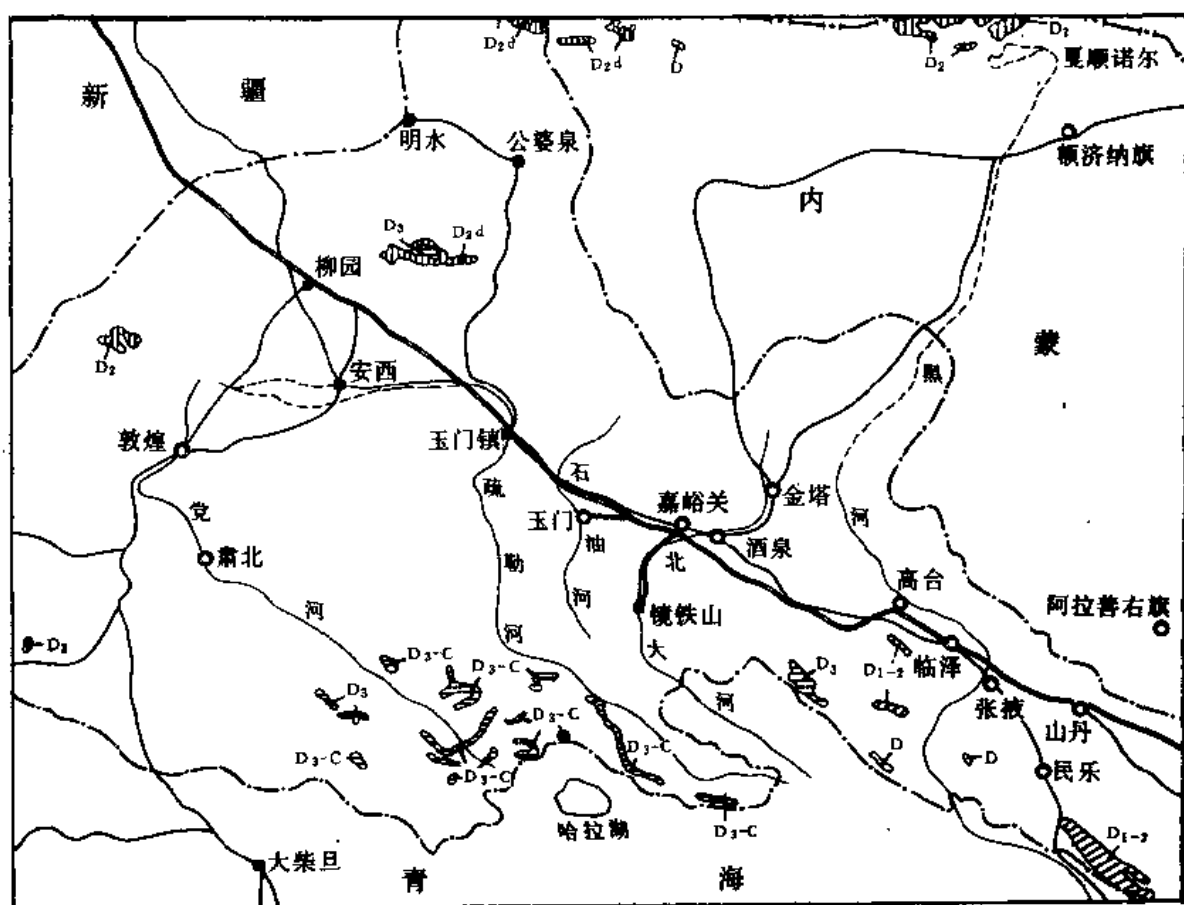 D₂d
D₂d
D
D₂
D₂
戛顺诺尔
新
疆
明水
公婆泉
额济纳旗
内
D₃
D₂d
柳园
D₂
蒙
黑
安西
敦煌
玉门镇
石
疏
金塔
党
嘉峪关
玉门
油
酒泉
河
肃北
勒
北
高台
河
河
镜铁山
阿拉善右旗
河
大
临泽
D₃-C
D₃-C
D₃
D₁₋₂
D₃
河
张掖
D₃-C
山丹
D₃-C
D₃-C
D
D
民乐
D₃-C
哈拉湖
D₃-C
D₁₋₂
大柴旦
青
海